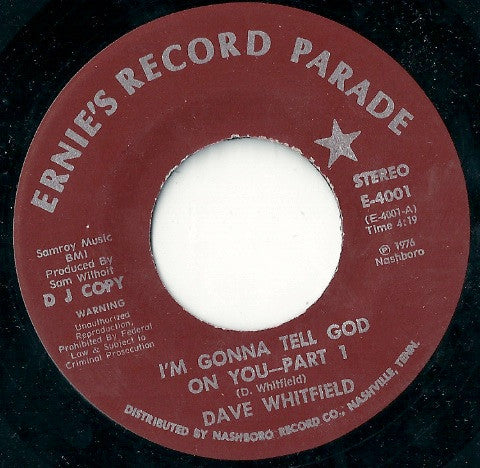 ERNIE'S RECORD PARADE
STEREO
E-4001
(E-4001-A)
Time 4:19
Ⓟ 1976
Nashboro
Samroy Music
BMI
Produced By
Sam Wilhoit
D J COPY
WARNING
Unauthorized
Reproduction,
Prohibited By Federal
Law & Subject to
Criminal Prosecution
I'M GONNA TELL GOD
ON YOU—PART 1
(D. Whitfield)
DAVE WHITFIELD
DISTRIBUTED BY NASHBORO RECORD CO., NASHVILLE, TENN.